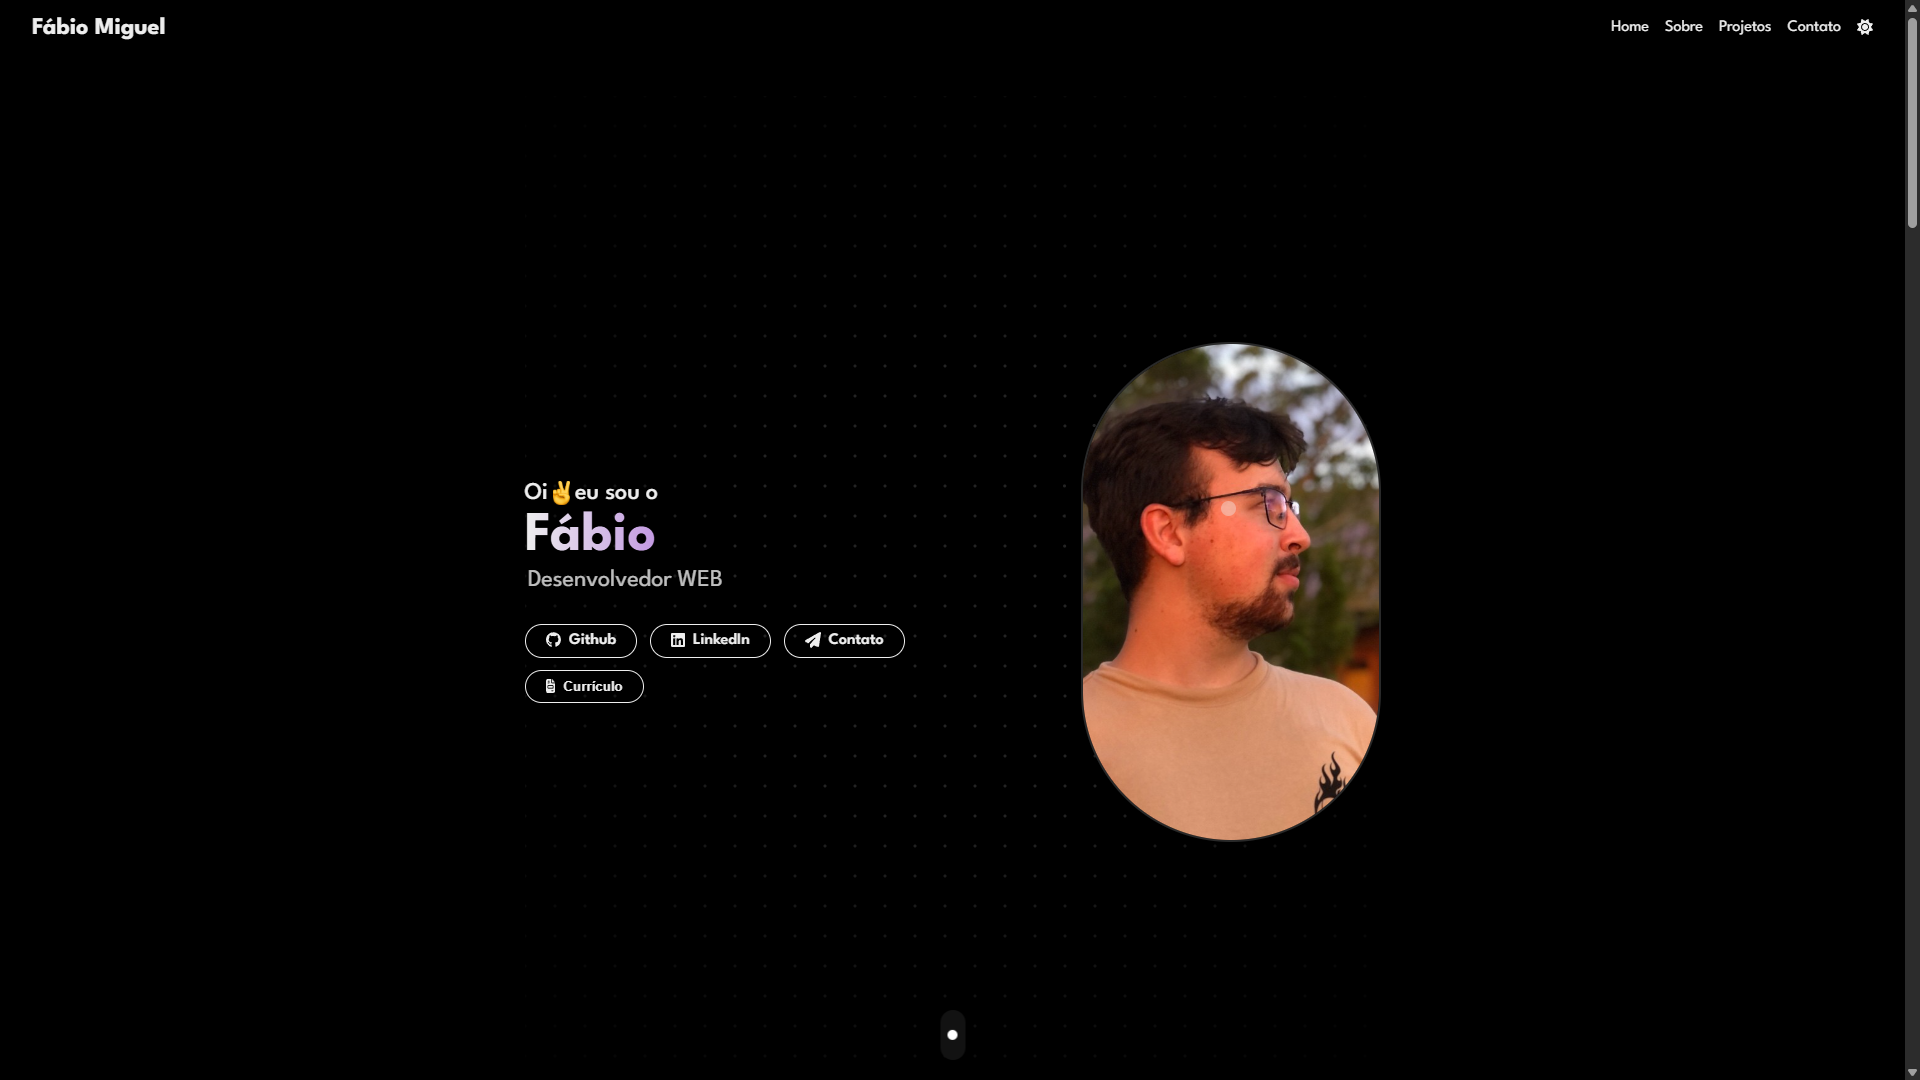 Fábio Miguel
Home Sobre Projetos Contato
Oi✌️eu sou o
Fábio
Desenvolvedor WEB
Github LinkedIn Contato
Currículo